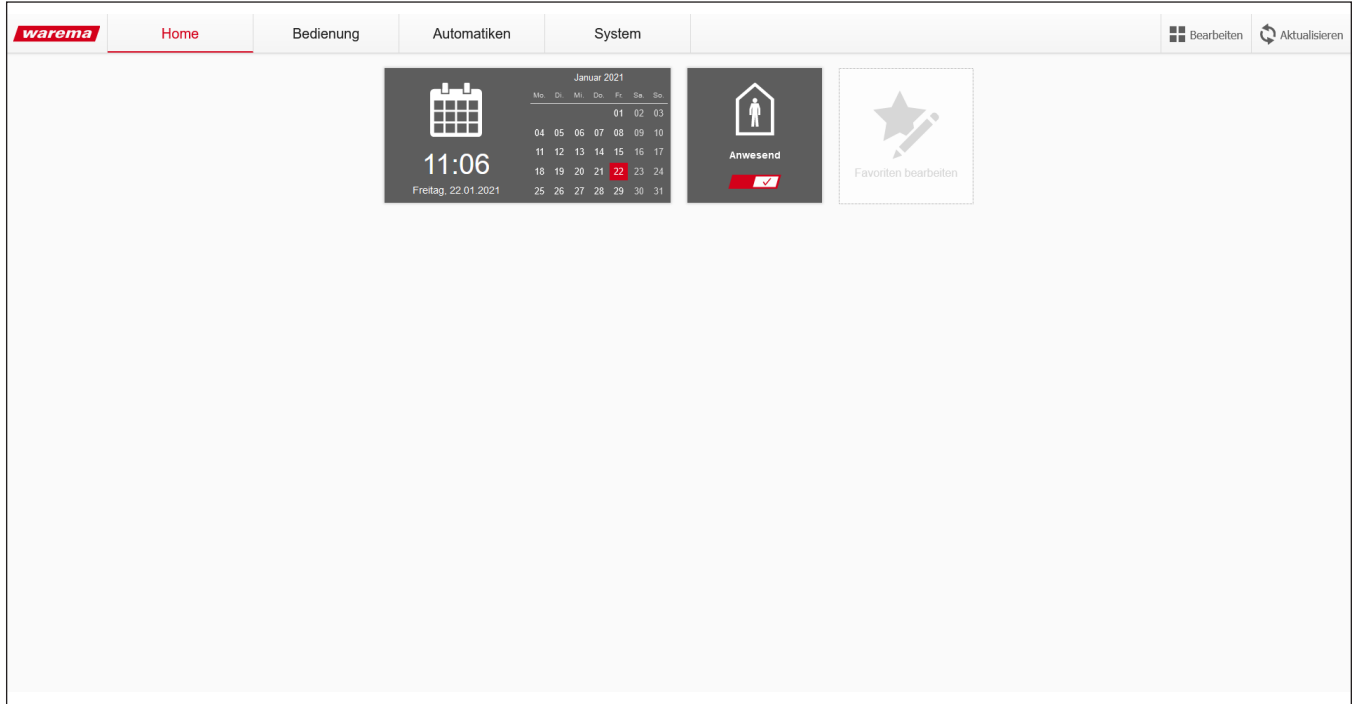 warema Home Bedienung Automatiken System Bearbeiten Aktualisieren
Januar 2021
Mo. Di. Mi. Do. Fr. Sa. So.
01 02 03
04 05 06 07 08 09 10
11 12 13 14 15 16 17
18 19 20 21 22 23 24
25 26 27 28 29 30 31
11:06
Freitag, 22.01.2021
Anwesend
Favoriten bearbeiten